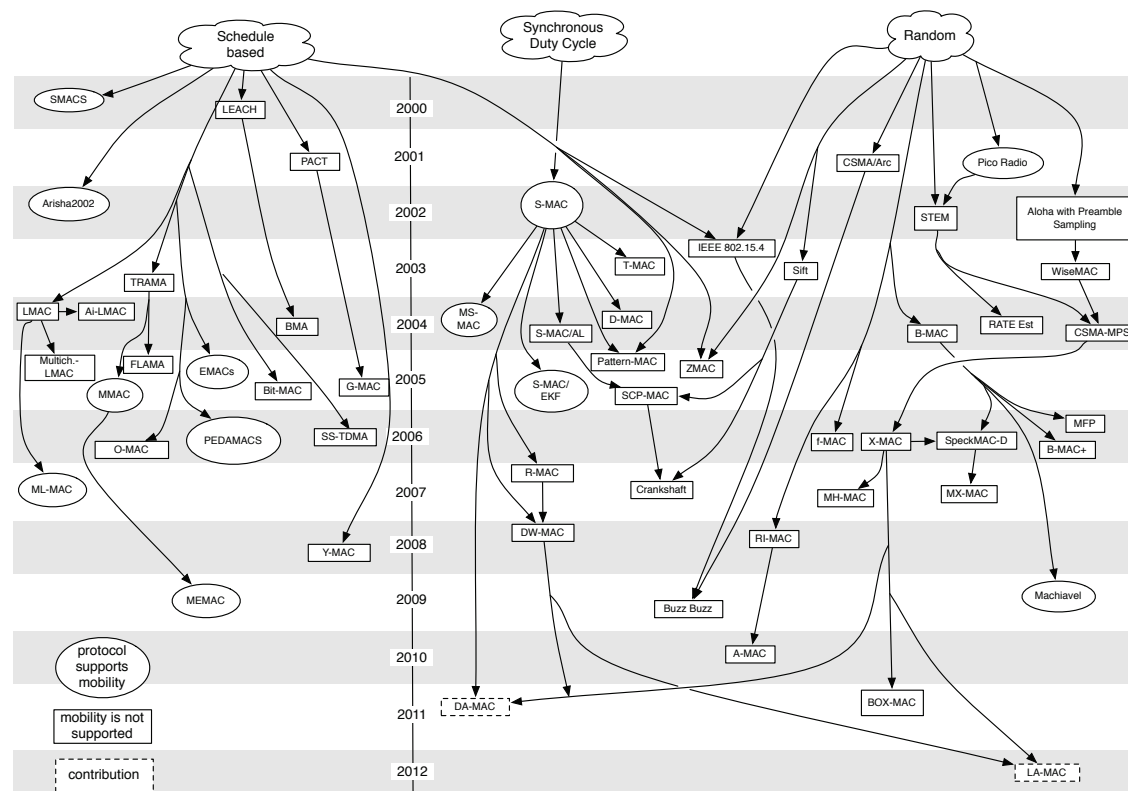 Schedule
based
Synchronous
Duty Cycle
Random
SMACS
LEACH
2000
PACT
2001
CSMA/Arc
Pico Radio
Arisha2002
S-MAC
2002
STEM
Aloha with Preamble
Sampling
IEEE 802.15.4
TRAMA
2003
T-MAC
Sift
WiseMAC
LMAC
Ai-LMAC
BMA
2004
MS-
MAC
S-MAC/AL
D-MAC
B-MAC
RATE Est
CSMA-MPS
Multich.-
LMAC
FLAMA
EMACs
Pattern-MAC
ZMAC
MMAC
Bit-MAC
G-MAC
2005
S-MAC/
EKF
SCP-MAC
O-MAC
PEDAMACS
SS-TDMA
2006
f-MAC
X-MAC
SpeckMAC-D
MFP
B-MAC+
ML-MAC
2007
R-MAC
Crankshaft
MH-MAC
MX-MAC
Y-MAC
2008
DW-MAC
RI-MAC
MEMAC
2009
Buzz Buzz
Machiavel
protocol
supports
mobility
2010
A-MAC
mobility is not
supported
2011
DA-MAC
BOX-MAC
contribution
2012
LA-MAC